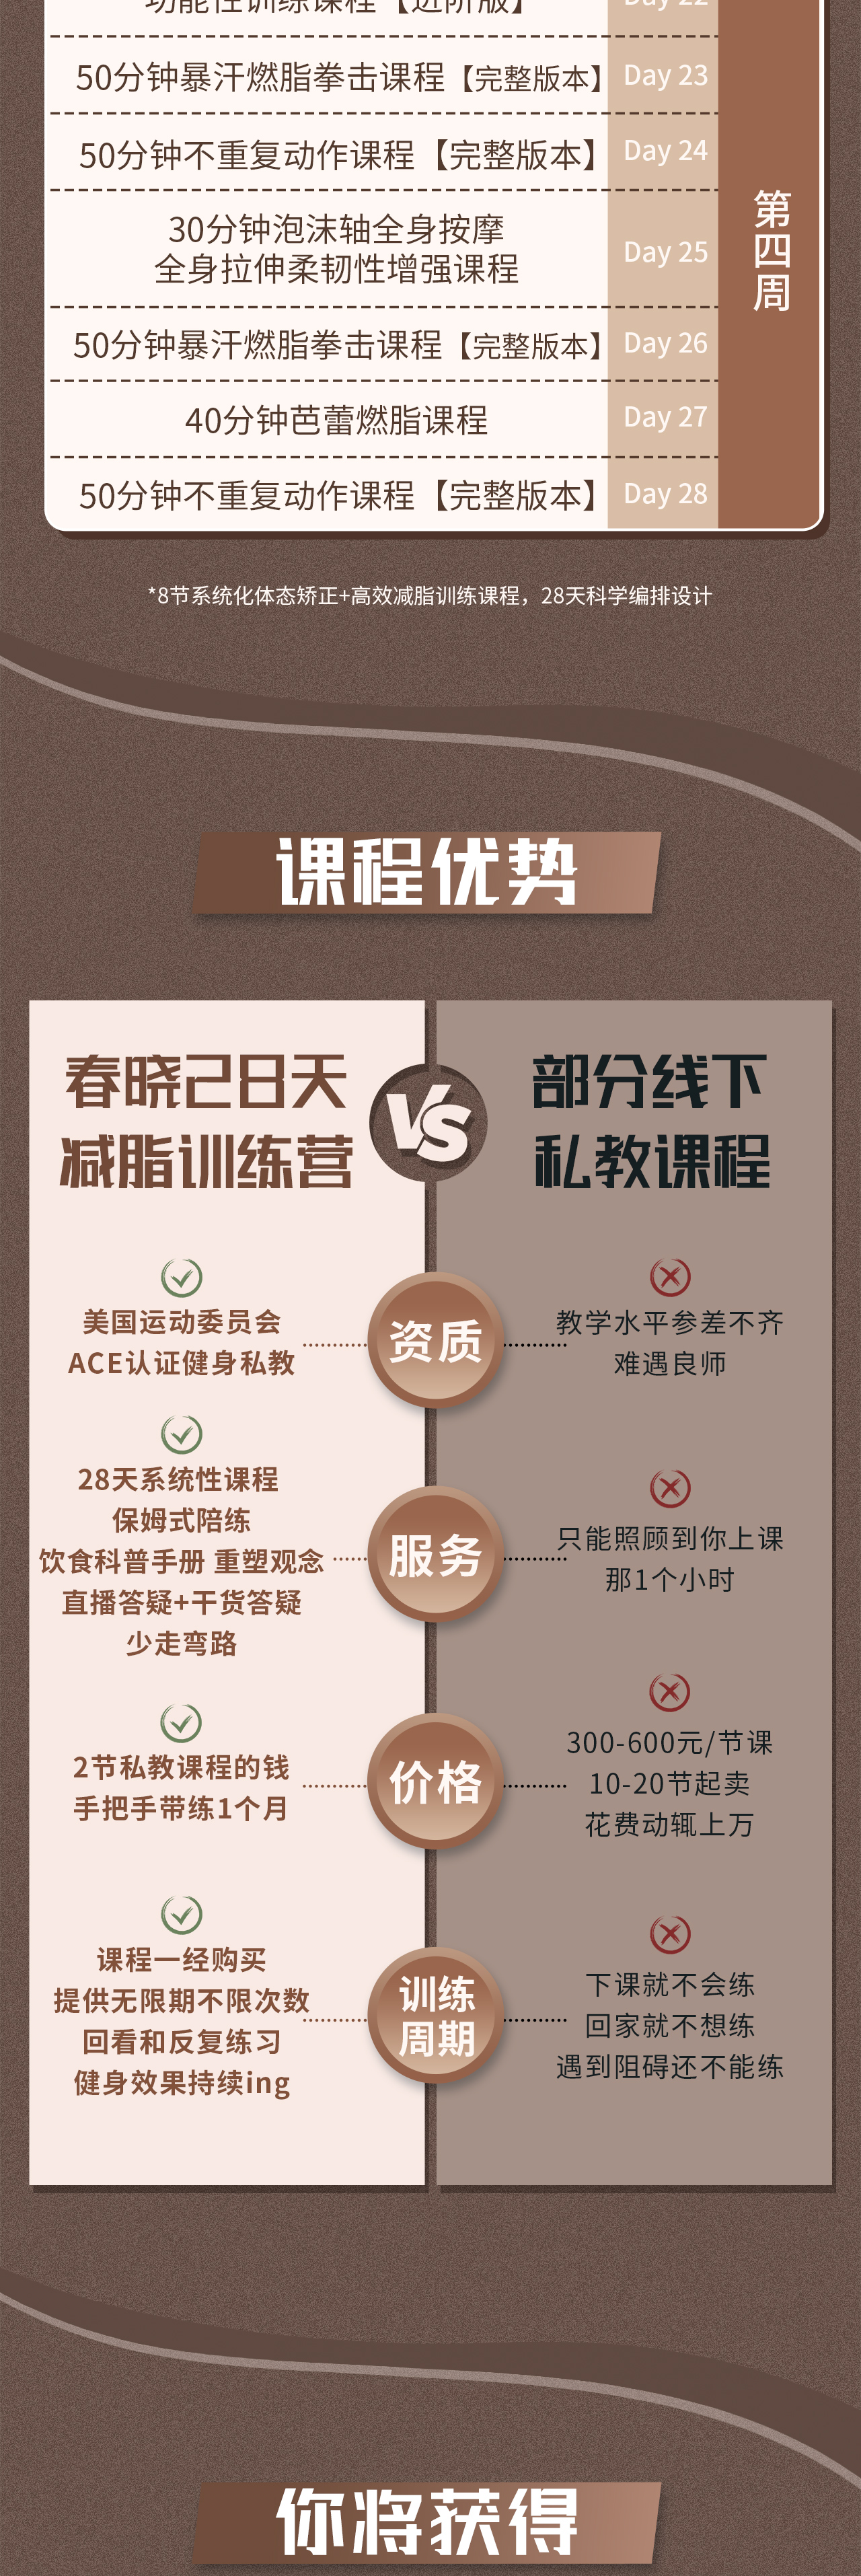 功能性训练课程【进阶版】 Day 22
50分钟暴汗燃脂拳击课程【完整版本】 Day 23
50分钟不重复动作课程【完整版本】 Day 24
30分钟泡沫轴全身按摩
全身拉伸柔韧性增强课程
Day 25
第四周
50分钟暴汗燃脂拳击课程【完整版本】 Day 26
40分钟芭蕾燃脂课程 Day 27
50分钟不重复动作课程【完整版本】 Day 28
*8节系统化体态矫正+高效减脂训练课程，28天科学编排设计
课程优势
春晓28天
减脂训练营
VS
部分线下
私教课程
美国运动委员会
ACE认证健身私教
资质
教学水平参差不齐
难遇良师
28天系统性课程
保姆式陪练
饮食科普手册 重塑观念
直播答疑+干货答疑
少走弯路
服务
只能照顾到你上课
那1个小时
2节私教课程的钱
手把手带练1个月
价格
300-600元/节课
10-20节起卖
花费动辄上万
课程一经购买
提供无限期不限次数
回看和反复练习
健身效果持续ing
训练
周期
下课就不会练
回家就不想练
遇到阻碍还不能练
你将获得